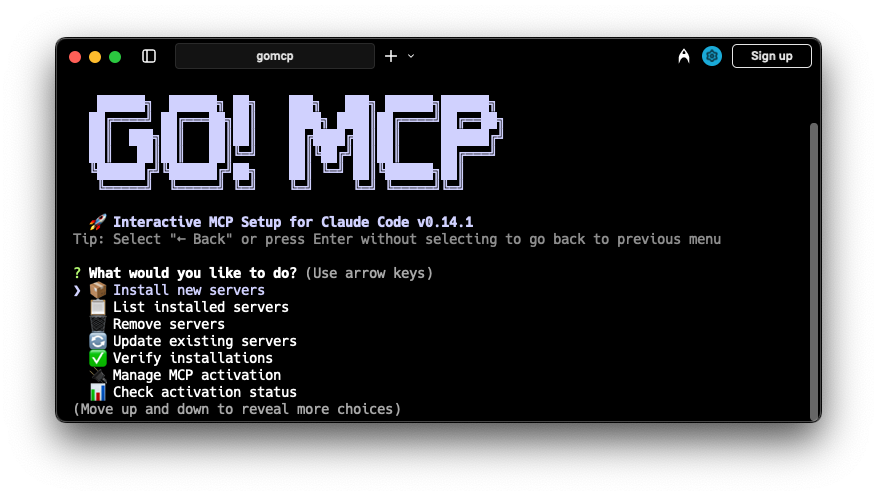 gomcp
Sign up
GO! MCP
🚀 Interactive MCP Setup for Claude Code v0.14.1
Tip: Select "← Back" or press Enter without selecting to go back to previous menu
? What would you like to do? (Use arrow keys)
❯ 📦 Install new servers
📋 List installed servers
🗑️ Remove servers
🔄 Update existing servers
✅ Verify installations
🔌 Manage MCP activation
📊 Check activation status
(Move up and down to reveal more choices)